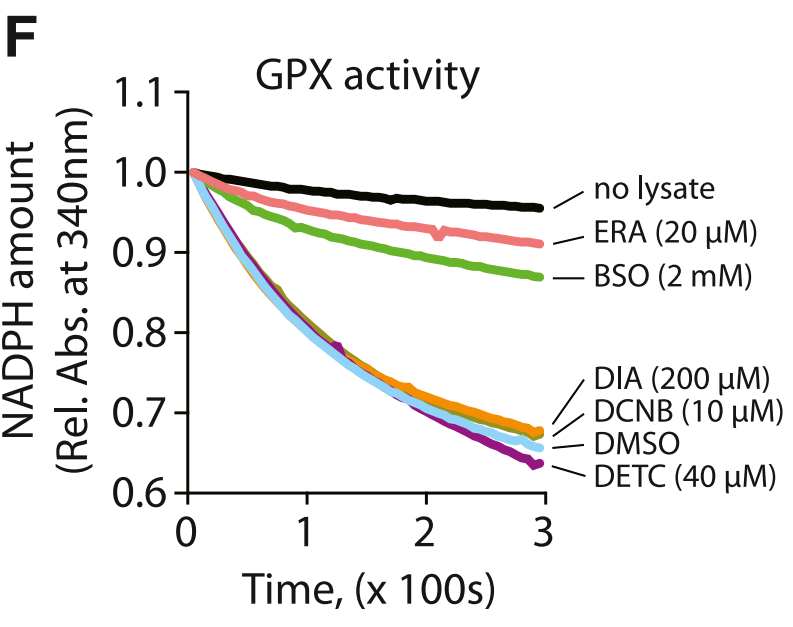 F
GPX activity
NADPH amount
(Rel. Abs. at 340nm)
1.1
1.0
0.9
0.8
0.7
0.6
0
1
2
3
Time, (x 100s)
no lysate
ERA (20 μM)
BSO (2 mM)
DIA (200 μM)
DCNB (10 μM)
DMSO
DETC (40 μM)